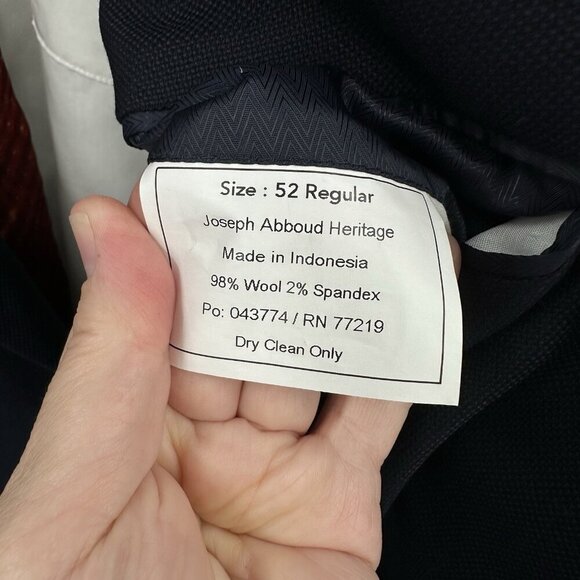 Size : 52 Regular
Joseph Abboud Heritage
Made in Indonesia
98% Wool 2% Spandex
Po: 043774 / RN 77219
Dry Clean Only